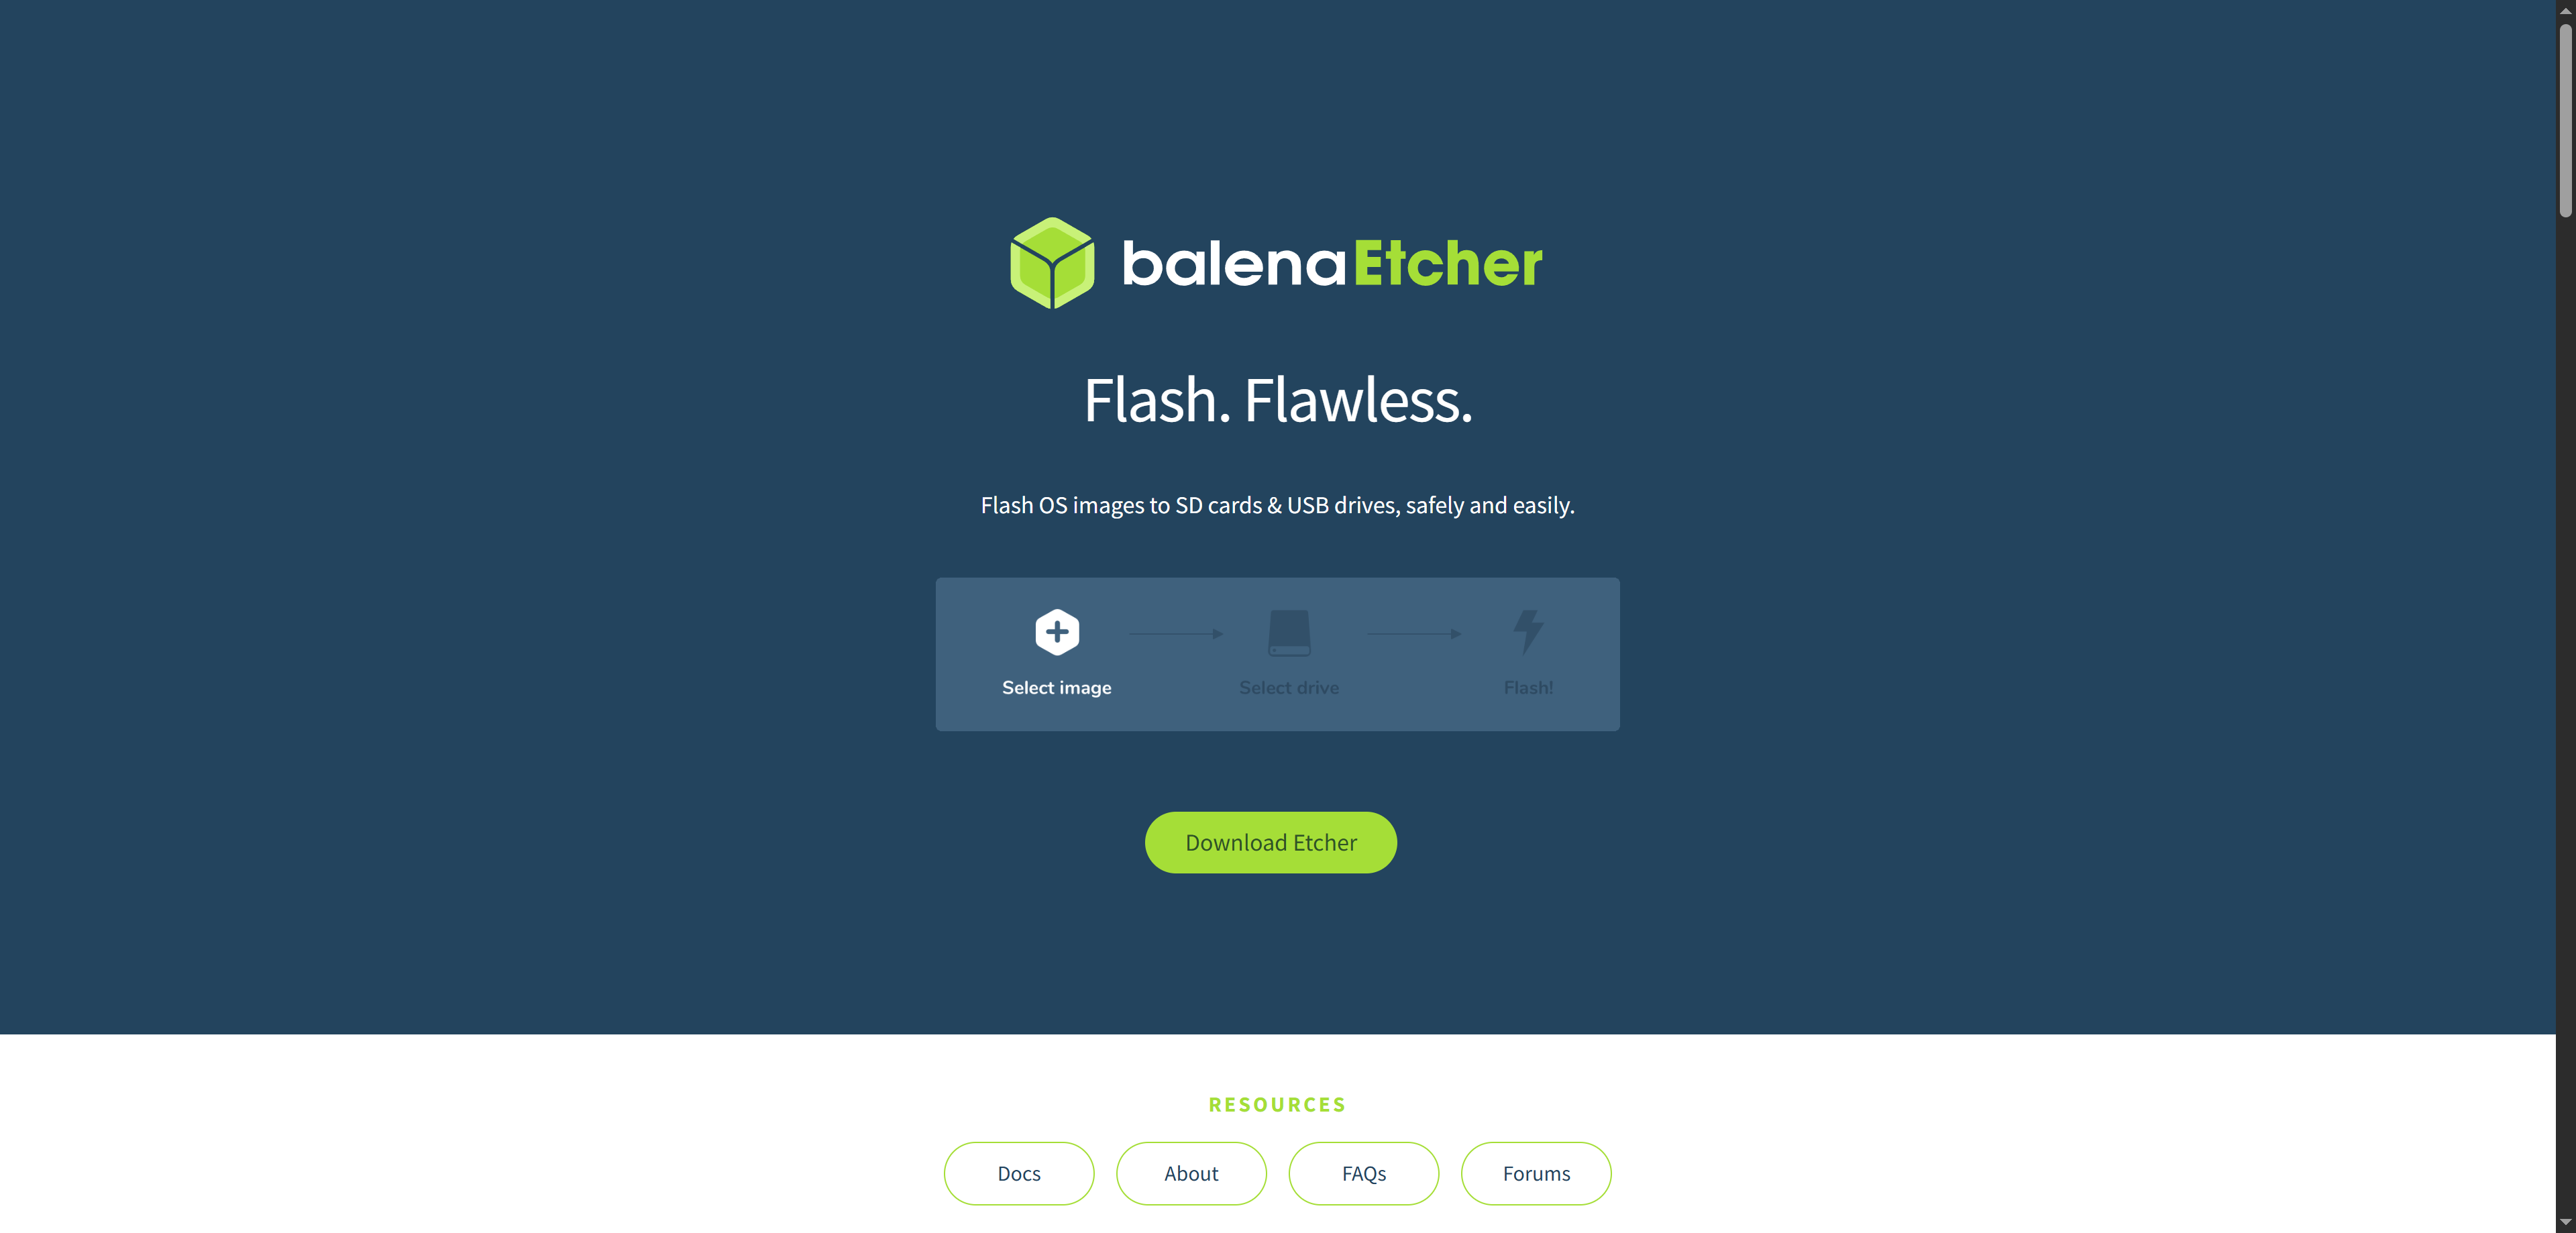 balenaEtcher
Flash. Flawless.
Flash OS images to SD cards & USB drives, safely and easily.
Select image
Select drive
Flash!
Download Etcher
RESOURCES
Docs
About
FAQs
Forums